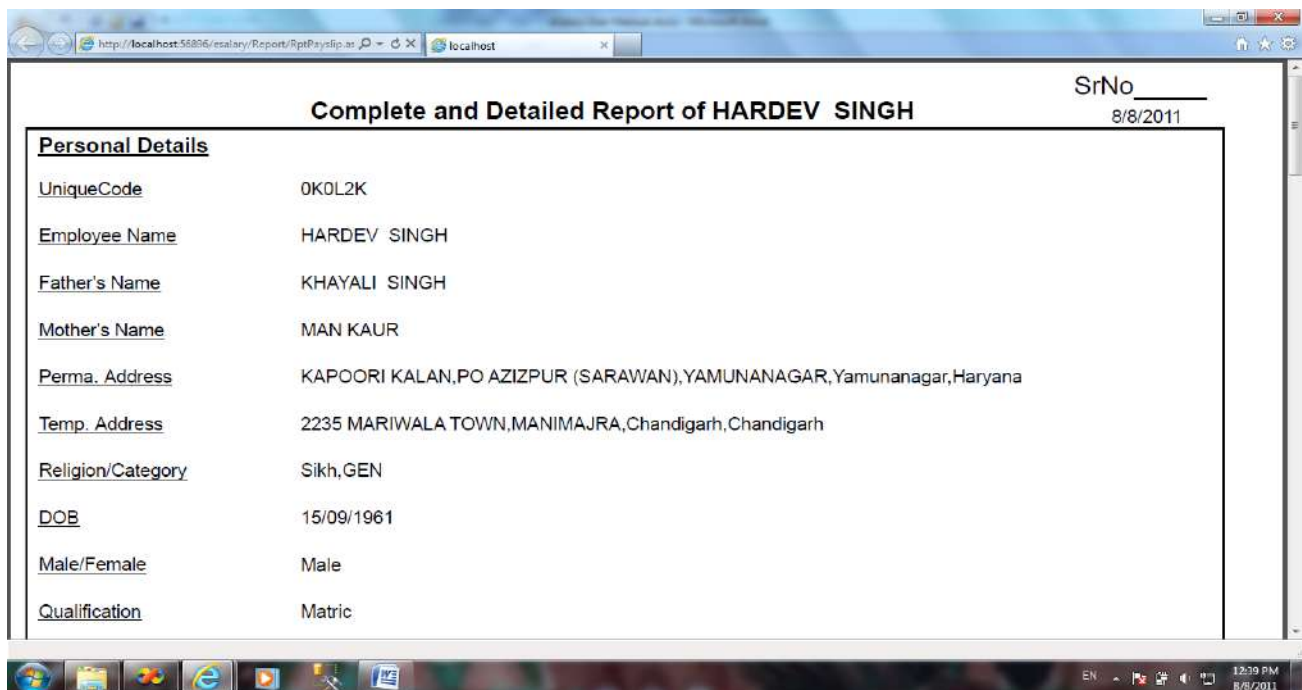 http://localhost:56896/esalary/Report/RptPayslip.as
localhost
SrNo______
Complete and Detailed Report of HARDEV SINGH
8/8/2011
Personal Details
UniqueCode 0K0L2K
Employee Name HARDEV SINGH
Father's Name KHAYALI SINGH
Mother's Name MAN KAUR
Perma. Address KAPOORI KALAN,PO AZIZPUR (SARAWAN),YAMUNANAGAR,Yamunanagar,Haryana
Temp. Address 2235 MARIWALA TOWN,MANIMAJRA,Chandigarh,Chandigarh
Religion/Category Sikh,GEN
DOB 15/09/1961
Male/Female Male
Qualification Matric
EN 12:39 PM
8/8/2011